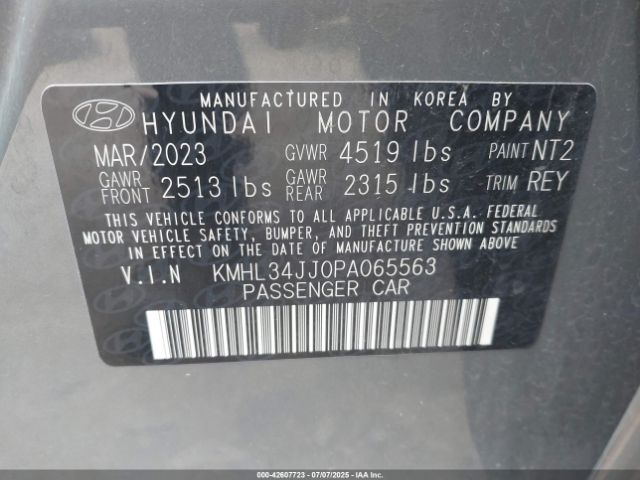 MANUFACTURED IN KOREA BY
HYUNDAI MOTOR COMPANY
MAR/2023 GVWR 4519 lbs PAINT NT2
GAWR FRONT 2513 lbs GAWR REAR 2315 lbs TRIM REY
THIS VEHICLE CONFORMS TO ALL APPLICABLE U.S.A. FEDERAL
MOTOR VEHICLE SAFETY, BUMPER, AND THEFT PREVENTION STANDARDS
IN EFFECT ON THE DATE OF MANUFACTURE SHOWN ABOVE
V.I.N KMHL34JJ0PA065563
PASSENGER CAR
000-42607723 - 07/07/2025 - IAAI.COM